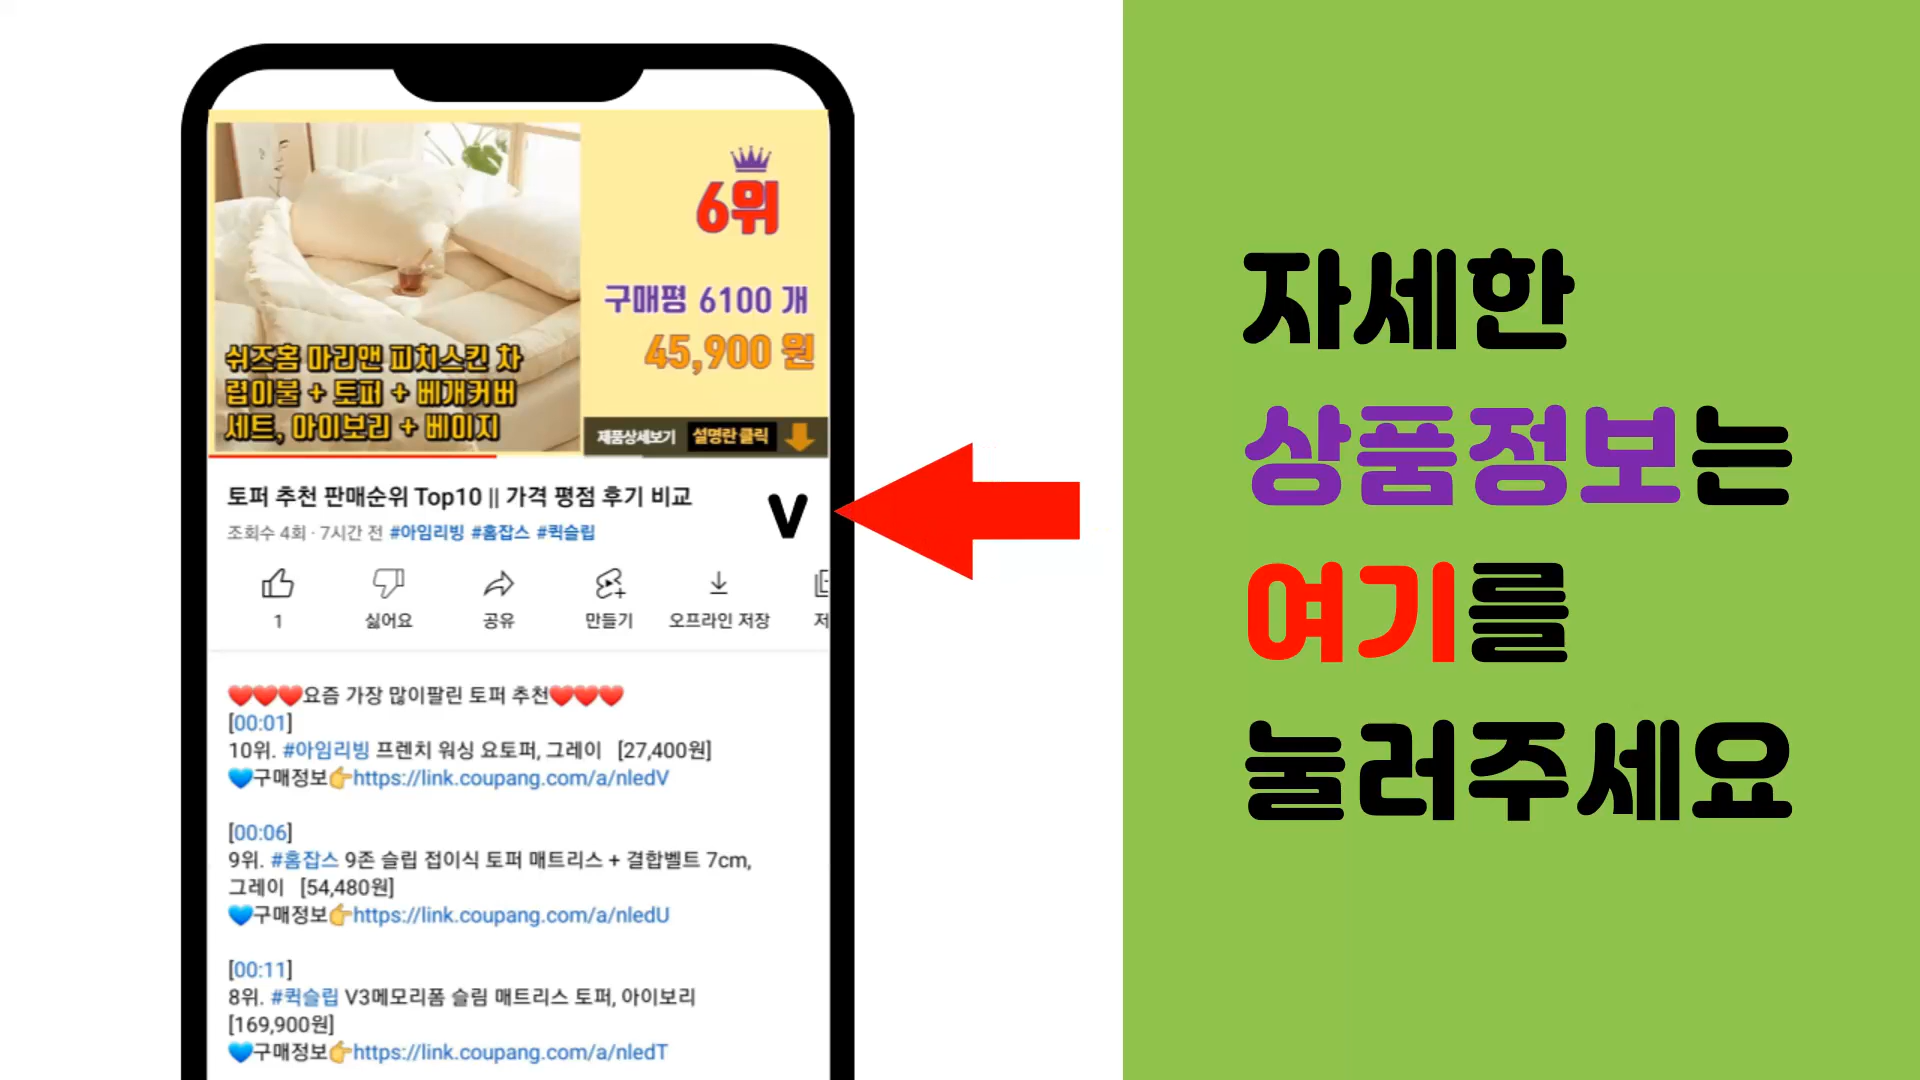 6위
구매평 6100 개
45,900 원
쉬즈홈 마리앤 피치스킨 차
렵이불 + 토퍼 + 베개커버
세트, 아이보리 + 베이지
제품상세보기 설명란 클릭
토퍼 추천 판매순위 Top10 || 가격 평점 후기 비교
V
조회수 4회 · 7시간 전 #아임리빙 #홈잡스 #퀵슬립
1 싫어요 공유 만들기 오프라인 저장 저
❤️❤️❤️요즘 가장 많이팔린 토퍼 추천❤️❤️❤️
[00:01]
10위. #아임리빙 프렌치 워싱 요토퍼, 그레이 [27,400원]
💙구매정보👉https://link.coupang.com/a/nledV
[00:06]
9위. #홈잡스 9존 슬립 접이식 토퍼 매트리스 + 결합벨트 7cm,
그레이 [54,480원]
💙구매정보👉https://link.coupang.com/a/nledU
[00:11]
8위. #퀵슬립 V3메모리폼 슬림 매트리스 토퍼, 아이보리
[169,900원]
💙구매정보👉https://link.coupang.com/a/nledT
자세한
상품정보는
여기를
눌러주세요